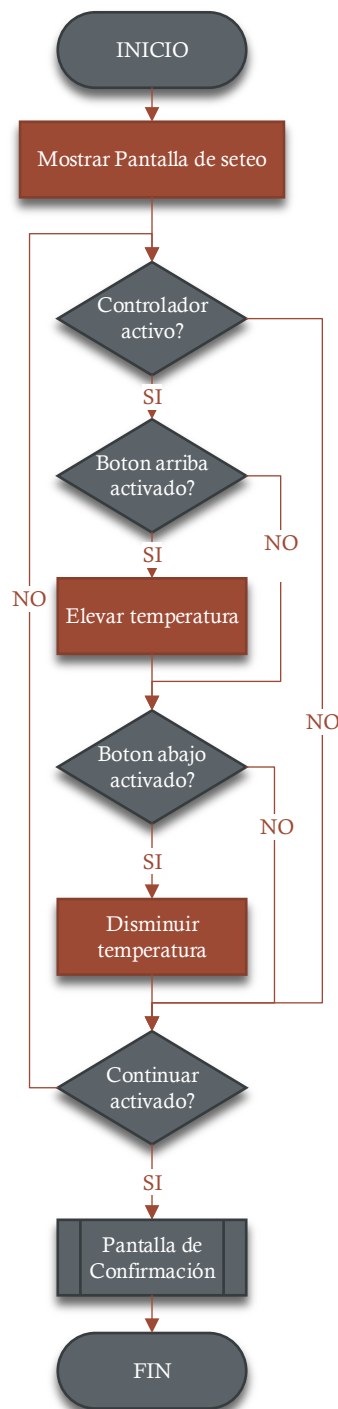 INICIO
Mostrar Pantalla de seteo
Controlador
activo?
SI
Boton arriba
activado?
NO
SI
NO
Elevar temperatura
NO
Boton abajo
activado?
NO
SI
Disminuir
temperatura
Continuar
activado?
SI
Pantalla de
Confirmación
FIN